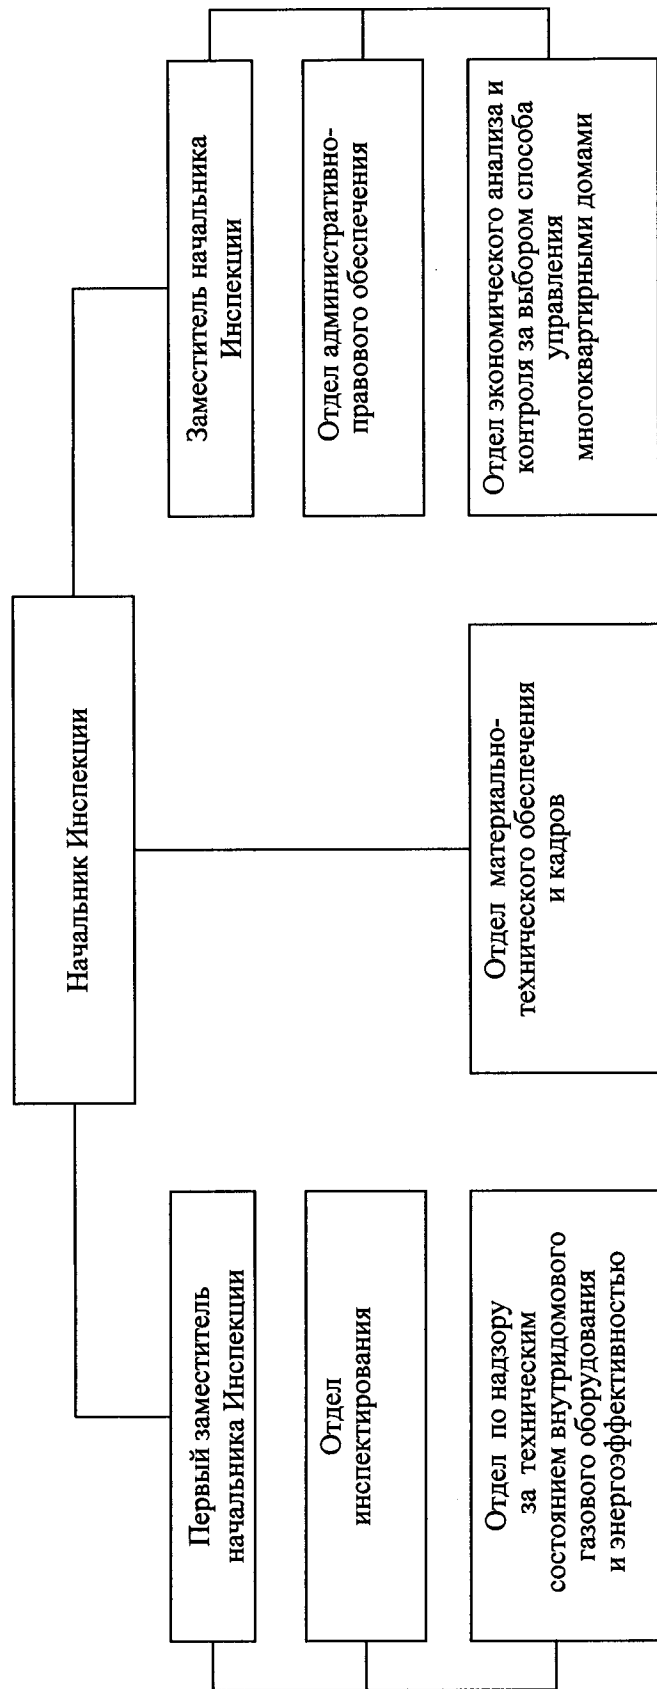 Начальник Инспекции
Первый заместитель
начальника Инспекции
Отдел
инспектирования
Отдел по надзору
за техническим
состоянием внутридомового
газового оборудования
и энергоэффективностью
Отдел материально-
технического обеспечения
и кадров
Заместитель начальника
Инспекции
Отдел административно-
правового обеспечения
Отдел экономического анализа и
контроля за выбором способа
управления
многоквартирными домами